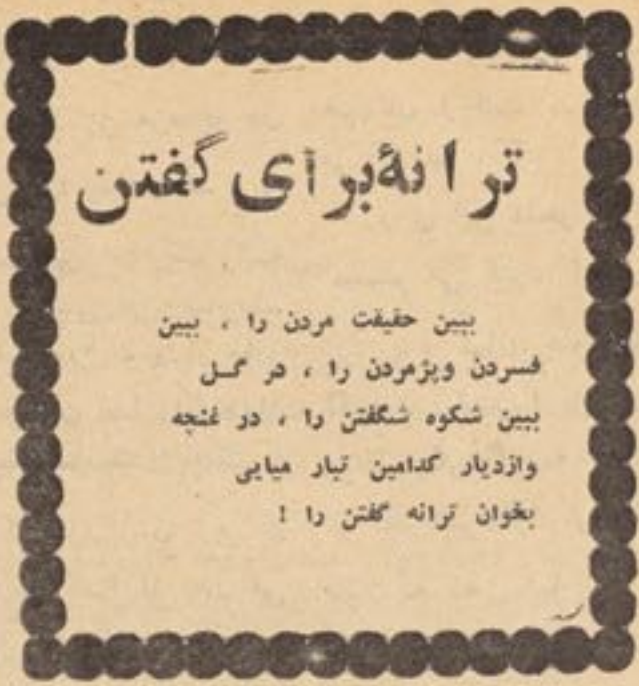 ترانهٔ برای گفتن
ببین حقیقت مردن را ، ببین
فسردن وپژمردن را ، در گـل
ببین شکوه شگفتن را ، در غنچه
وازدیار کدامین تبار میایی
بخوان ترانه گفتن را !